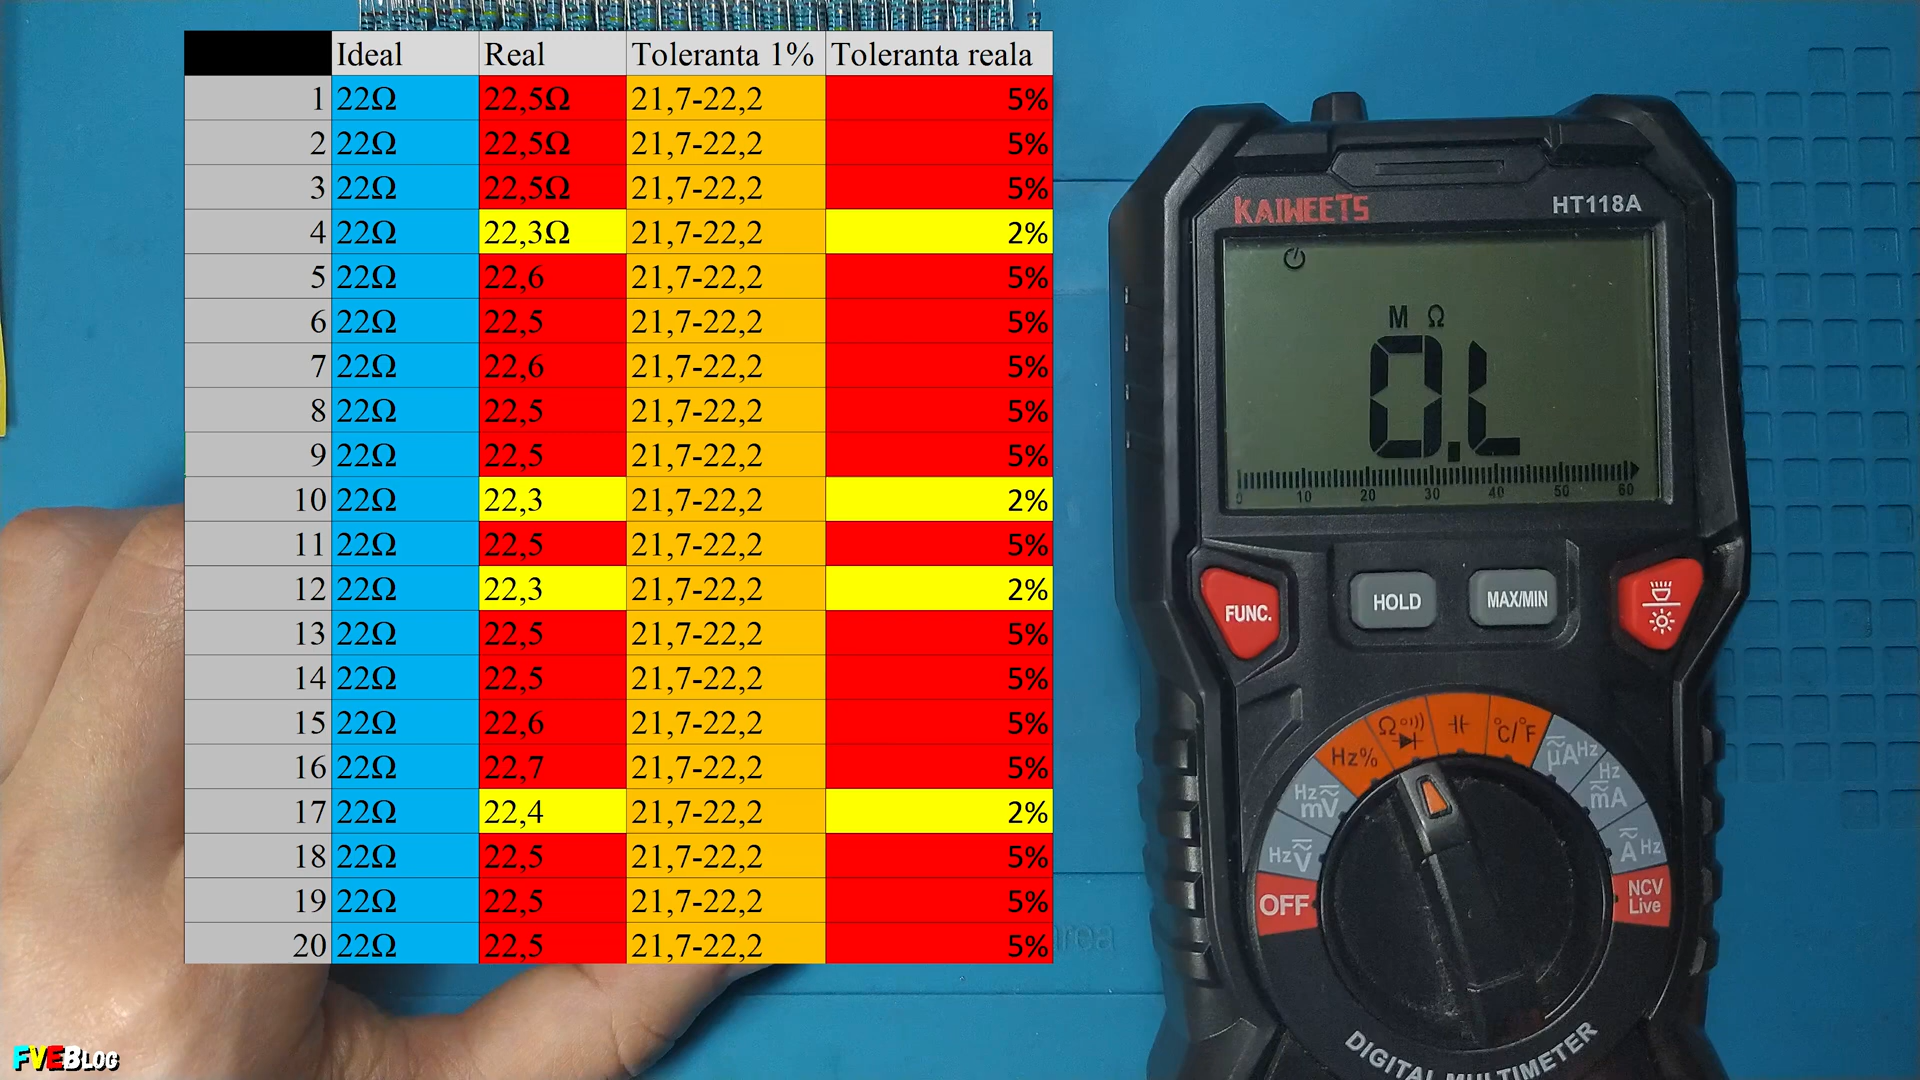 Ideal Real Toleranta 1% Toleranta reala
1 22Ω 22,5Ω 21,7-22,2 5%
2 22Ω 22,5Ω 21,7-22,2 5%
3 22Ω 22,5Ω 21,7-22,2 5%
4 22Ω 22,3Ω 21,7-22,2 2%
5 22Ω 22,6 21,7-22,2 5%
6 22Ω 22,5 21,7-22,2 5%
7 22Ω 22,6 21,7-22,2 5%
8 22Ω 22,5 21,7-22,2 5%
9 22Ω 22,5 21,7-22,2 5%
10 22Ω 22,3 21,7-22,2 2%
11 22Ω 22,5 21,7-22,2 5%
12 22Ω 22,3 21,7-22,2 2%
13 22Ω 22,5 21,7-22,2 5%
14 22Ω 22,5 21,7-22,2 5%
15 22Ω 22,6 21,7-22,2 5%
16 22Ω 22,7 21,7-22,2 5%
17 22Ω 22,4 21,7-22,2 2%
18 22Ω 22,5 21,7-22,2 5%
19 22Ω 22,5 21,7-22,2 5%
20 22Ω 22,5 21,7-22,2 5%
KAIWEETS HT118A
M Ω
0.L
0 10 20 30 40 50 60
FUNC. HOLD MAX/MIN
Hz% Ω °C/°F
Hz mV
µA Hz
Hz mA
Hz V
A Hz
OFF
NCV
Live
DIGITAL MULTIMETER
FVEBLOG